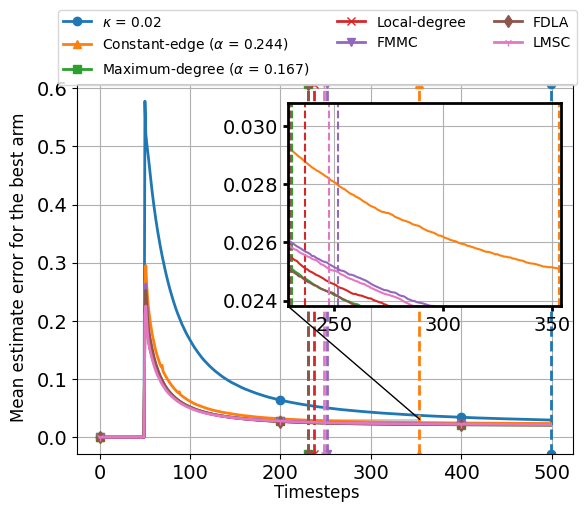 κ = 0.02
Constant-edge (α = 0.244)
Maximum-degree (α = 0.167)
Local-degree
FMMC
FDLA
LMSC
Mean estimate error for the best arm
0.6
0.5
0.4
0.3
0.2
0.1
0.0
0.030
0.028
0.026
0.024
250 300 350
0 100 200 300 400 500
Timesteps